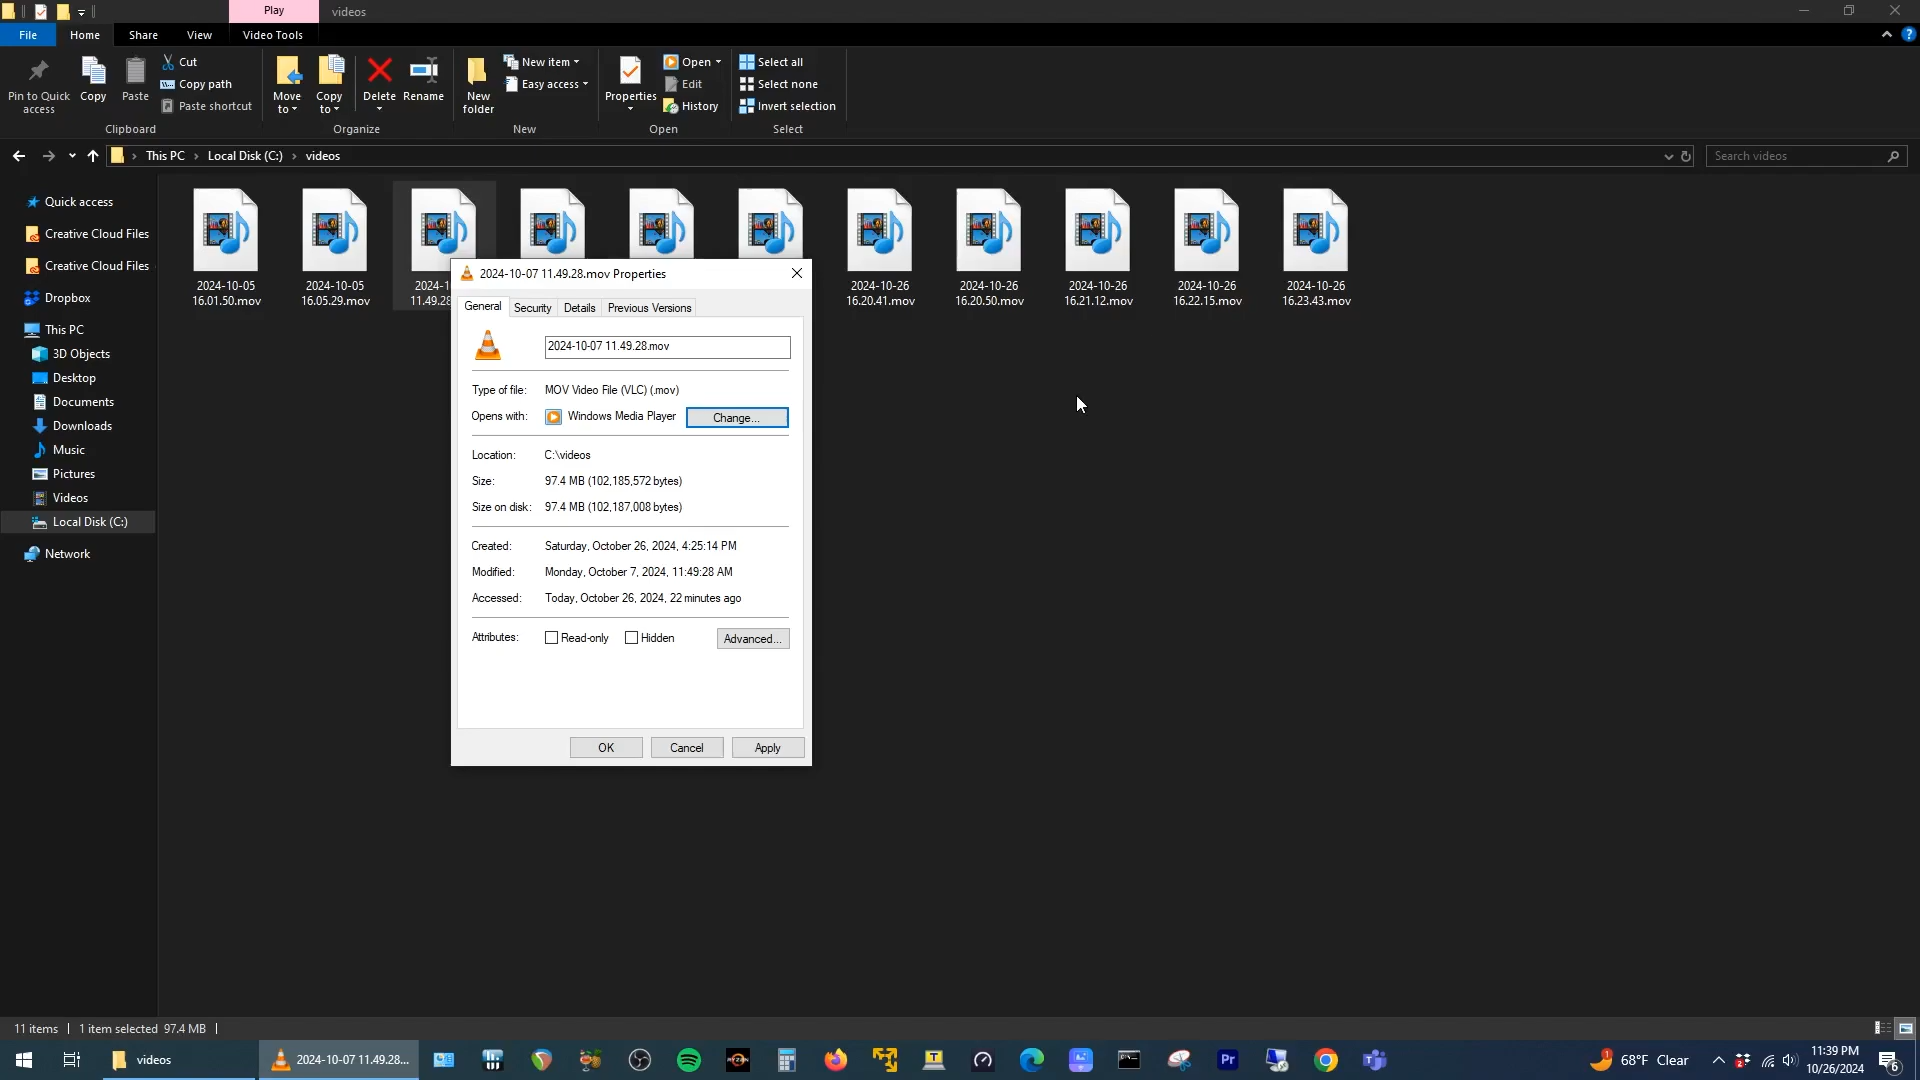 Play
videos
File
Home
Share
View
Video Tools
Pin to Quick
access
Copy
Paste
Cut
Copy path
Paste shortcut
Clipboard
Move
to
Copy
to
Delete
Rename
Organize
New
folder
New item
Easy access
New
Properties
Open
Edit
History
Open
Select all
Select none
Invert selection
Select
This PC
Local Disk (C:)
videos
Search videos
Quick access
Creative Cloud Files
Creative Cloud Files
Dropbox
This PC
3D Objects
Desktop
Documents
Downloads
Music
Pictures
Videos
Local Disk (C:)
Network
2024-10-05
16.01.50.mov
2024-10-05
16.05.29.mov
2024-10-
11.49.28
2024-10-26
16.20.41.mov
2024-10-26
16.20.50.mov
2024-10-26
16.21.12.mov
2024-10-26
16.22.15.mov
2024-10-26
16.23.43.mov
2024-10-07 11.49.28.mov Properties
General
Security
Details
Previous Versions
2024-10-07 11.49.28.mov
Type of file: MOV Video File (VLC) (.mov)
Opens with: Windows Media Player
Change...
Location: C:\videos
Size: 97.4 MB (102,185,572 bytes)
Size on disk: 97.4 MB (102,187,008 bytes)
Created: Saturday, October 26, 2024, 4:25:14 PM
Modified: Monday, October 7, 2024, 11:49:28 AM
Accessed: Today, October 26, 2024, 22 minutes ago
Attributes: Read-only Hidden
Advanced...
OK
Cancel
Apply
11 items
1 item selected 97.4 MB
videos
2024-10-07 11.49.28...
RYZEN
T
Pr
68°F Clear
11:39 PM
10/26/2024
6